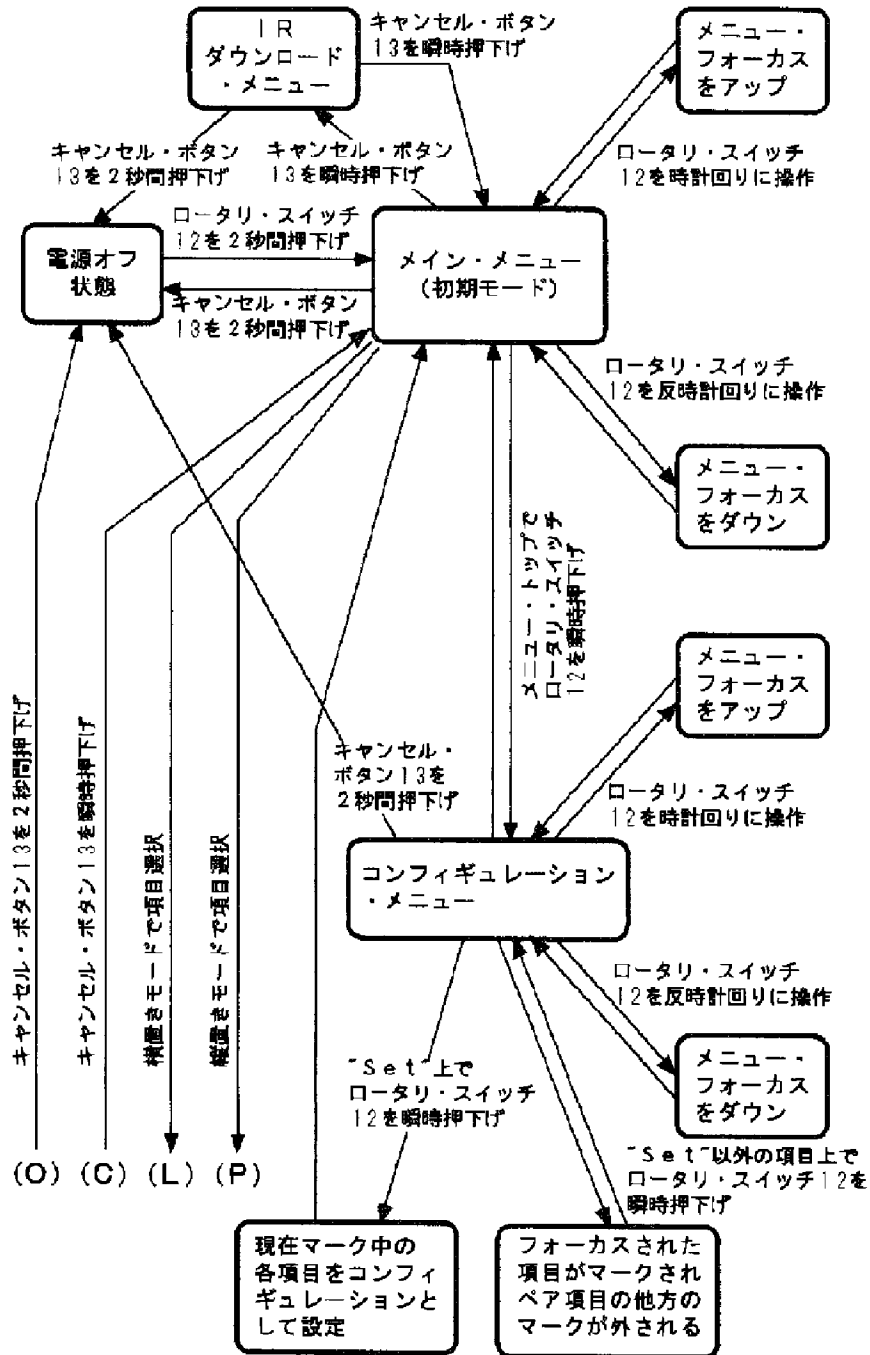 IR
ダウンロード
・メニュー
キャンセル・ボタン
13を瞬時押下げ
メニュー・
フォーカス
をアップ
キャンセル・ボタン
13を2秒間押下げ
キャンセル・ボタン
13を瞬時押下げ
ロータリ・スイッチ
12を時計回りに操作
ロータリ・スイッチ
12を2秒間押下げ
電源オフ
状態
メイン・メニュー
(初期モード)
キャンセル・ボタン
13を2秒間押下げ
ロータリ・スイッチ
12を反時計回りに操作
メニュー・
フォーカス
をダウン
メニュー・トップで
ロータリ・スイッチ
12を瞬時押下げ
メニュー・
フォーカス
をアップ
キャンセル・
ボタン13を
2秒間押下げ
ロータリ・スイッチ
12を時計回りに操作
キャンセル・ボタン13を2秒間押下げ
キャンセル・ボタン13を瞬時押下げ
横置きモードで項目選択
縦置きモードで項目選択
コンフィギュレーション
・メニュー
ロータリ・スイッチ
12を反時計回りに操作
"Set"上で
ロータリ・スイッチ
12を瞬時押下げ
メニュー・
フォーカス
をダウン
(O) (C) (L) (P)
"Set"以外の項目上で
ロータリ・スイッチ12を
瞬時押下げ
現在マーク中の
各項目をコンフィ
ギュレーションと
して設定
フォーカスされた
項目がマークされ
ペア項目の他方の
マークが外される